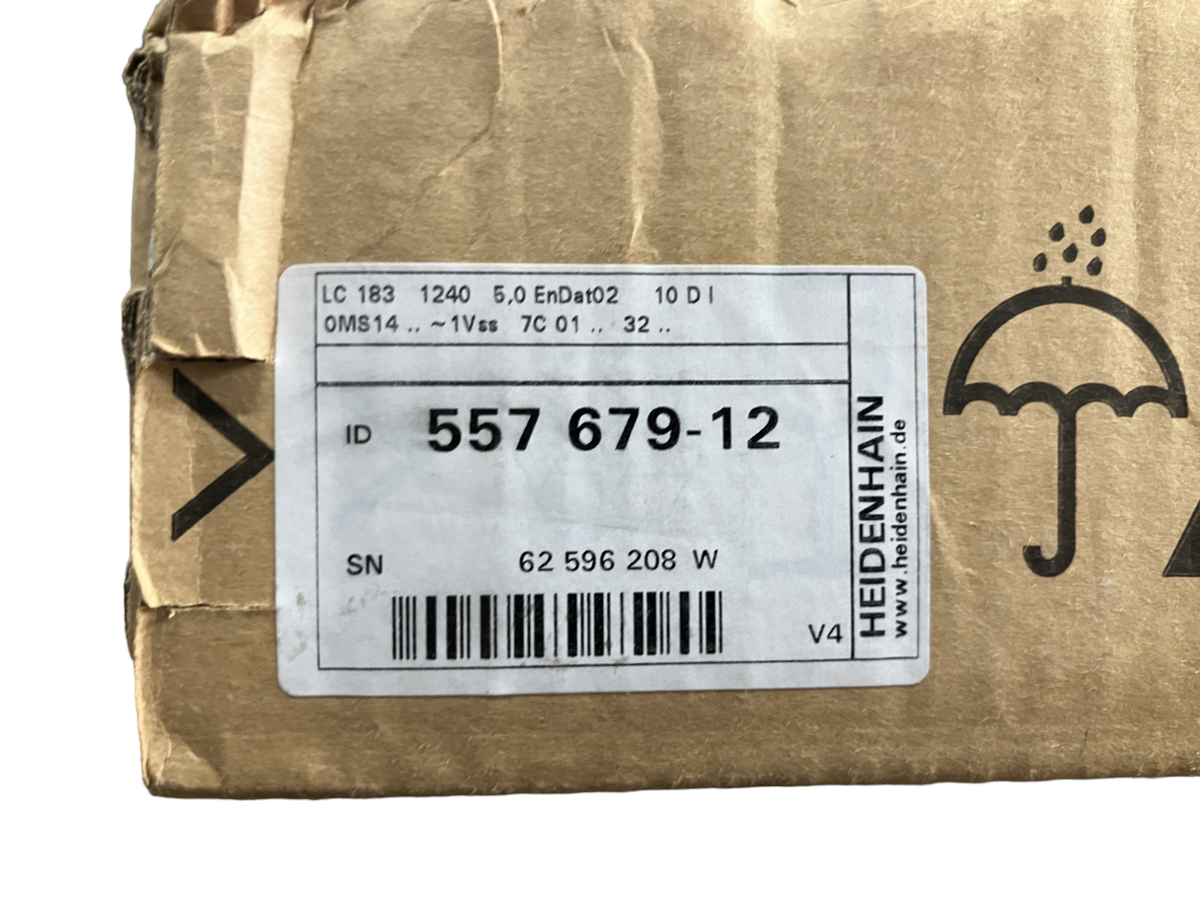 LC 183 1240 5,0 EnDat02 10 D I
0MS14 .. ~1Vss 7C 01 .. 32 ..
ID 557 679-12
SN 62 596 208 W
V4
HEIDENHAIN
www.heidenhain.de